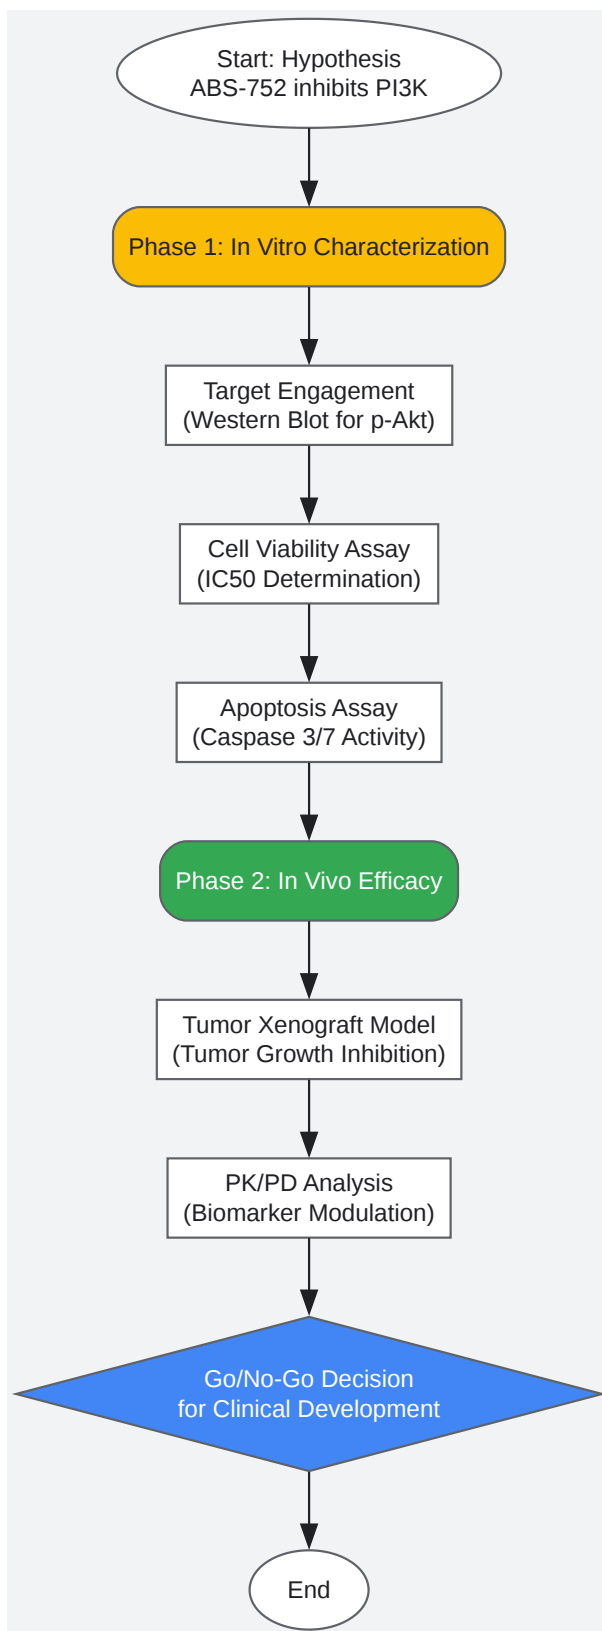 Start: Hypothesis
ABS-752 inhibits PI3K
Phase 1: In Vitro Characterization
Target Engagement
(Western Blot for p-Akt)
Cell Viability Assay
(IC50 Determination)
Apoptosis Assay
(Caspase 3/7 Activity)
Phase 2: In Vivo Efficacy
Tumor Xenograft Model
(Tumor Growth Inhibition)
PK/PD Analysis
(Biomarker Modulation)
Go/No-Go Decision
for Clinical Development
End